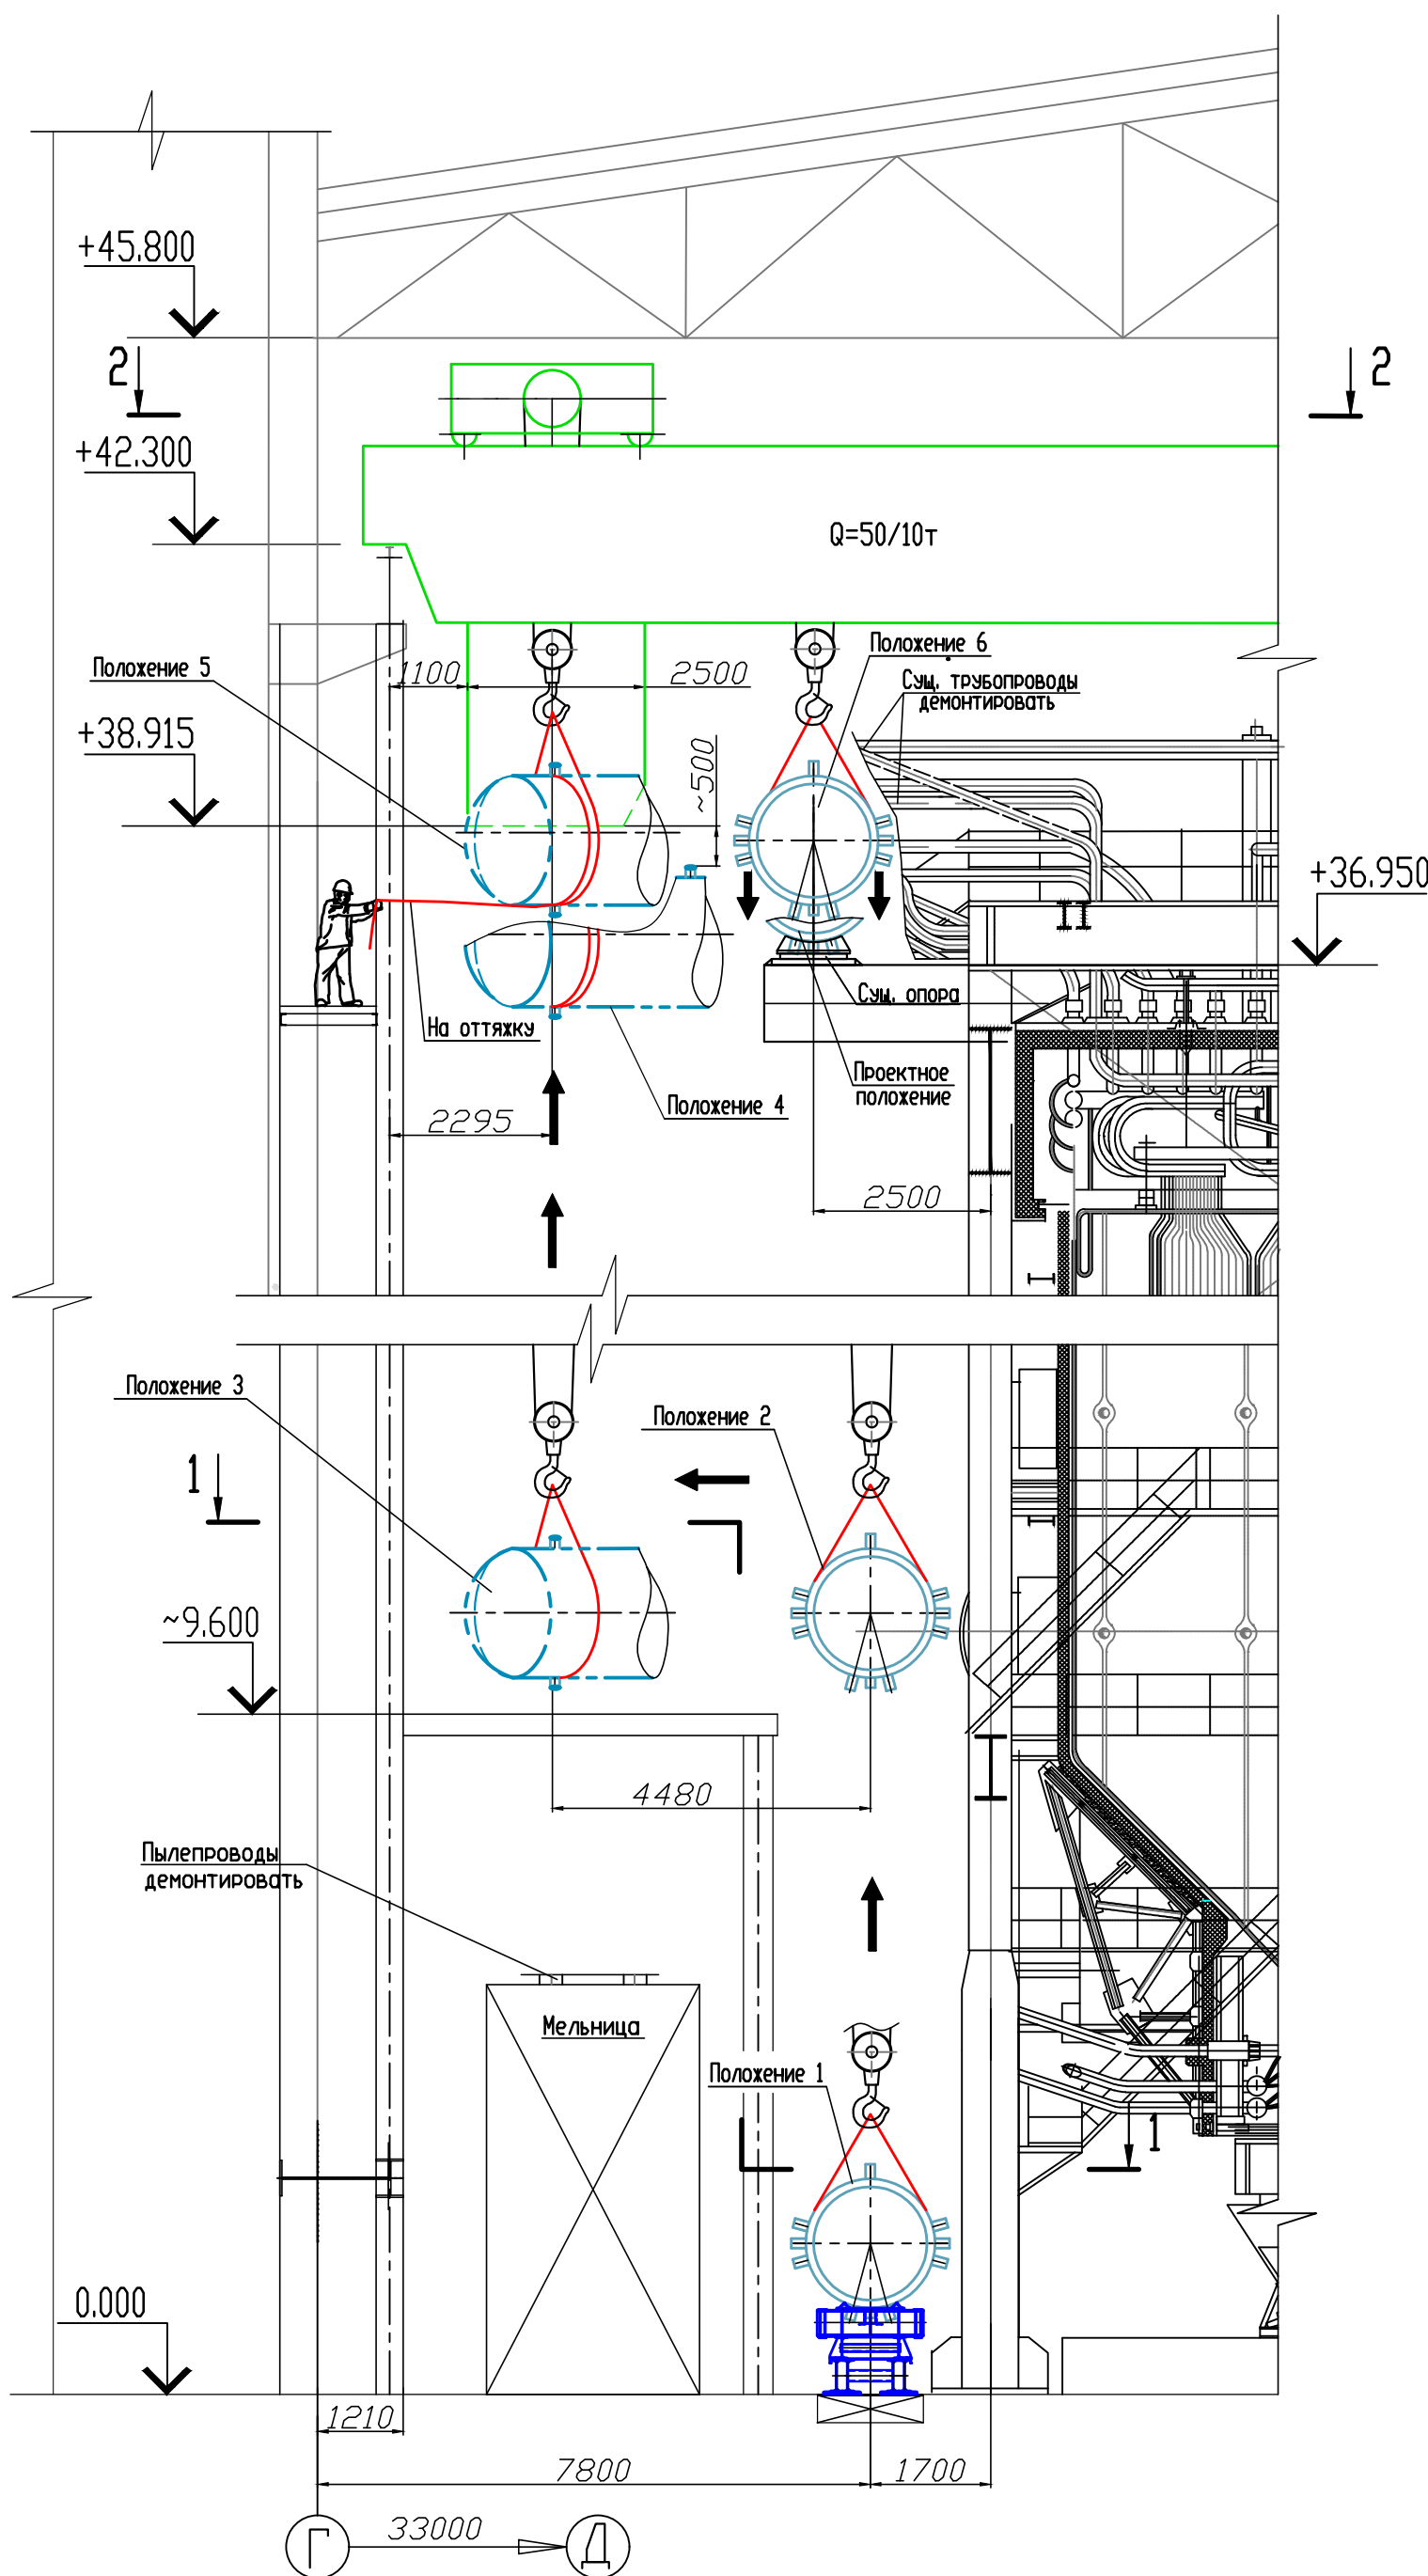 +45.800
2
2
+42.300
Q=50/10т
Положение 5
1100
2500
Положение 6
Сущ. трубопроводы
демонтировать
+38.915
~500
+36.950
Сущ. опора
На оттяжку
Проектное
положение
Положение 4
2295
2500
Положение 3
Положение 2
1
~9.600
4480
Пылепроводы
демонтировать
Мельница
Положение 1
1
0.000
1210
7800
1700
Г
33000
Д